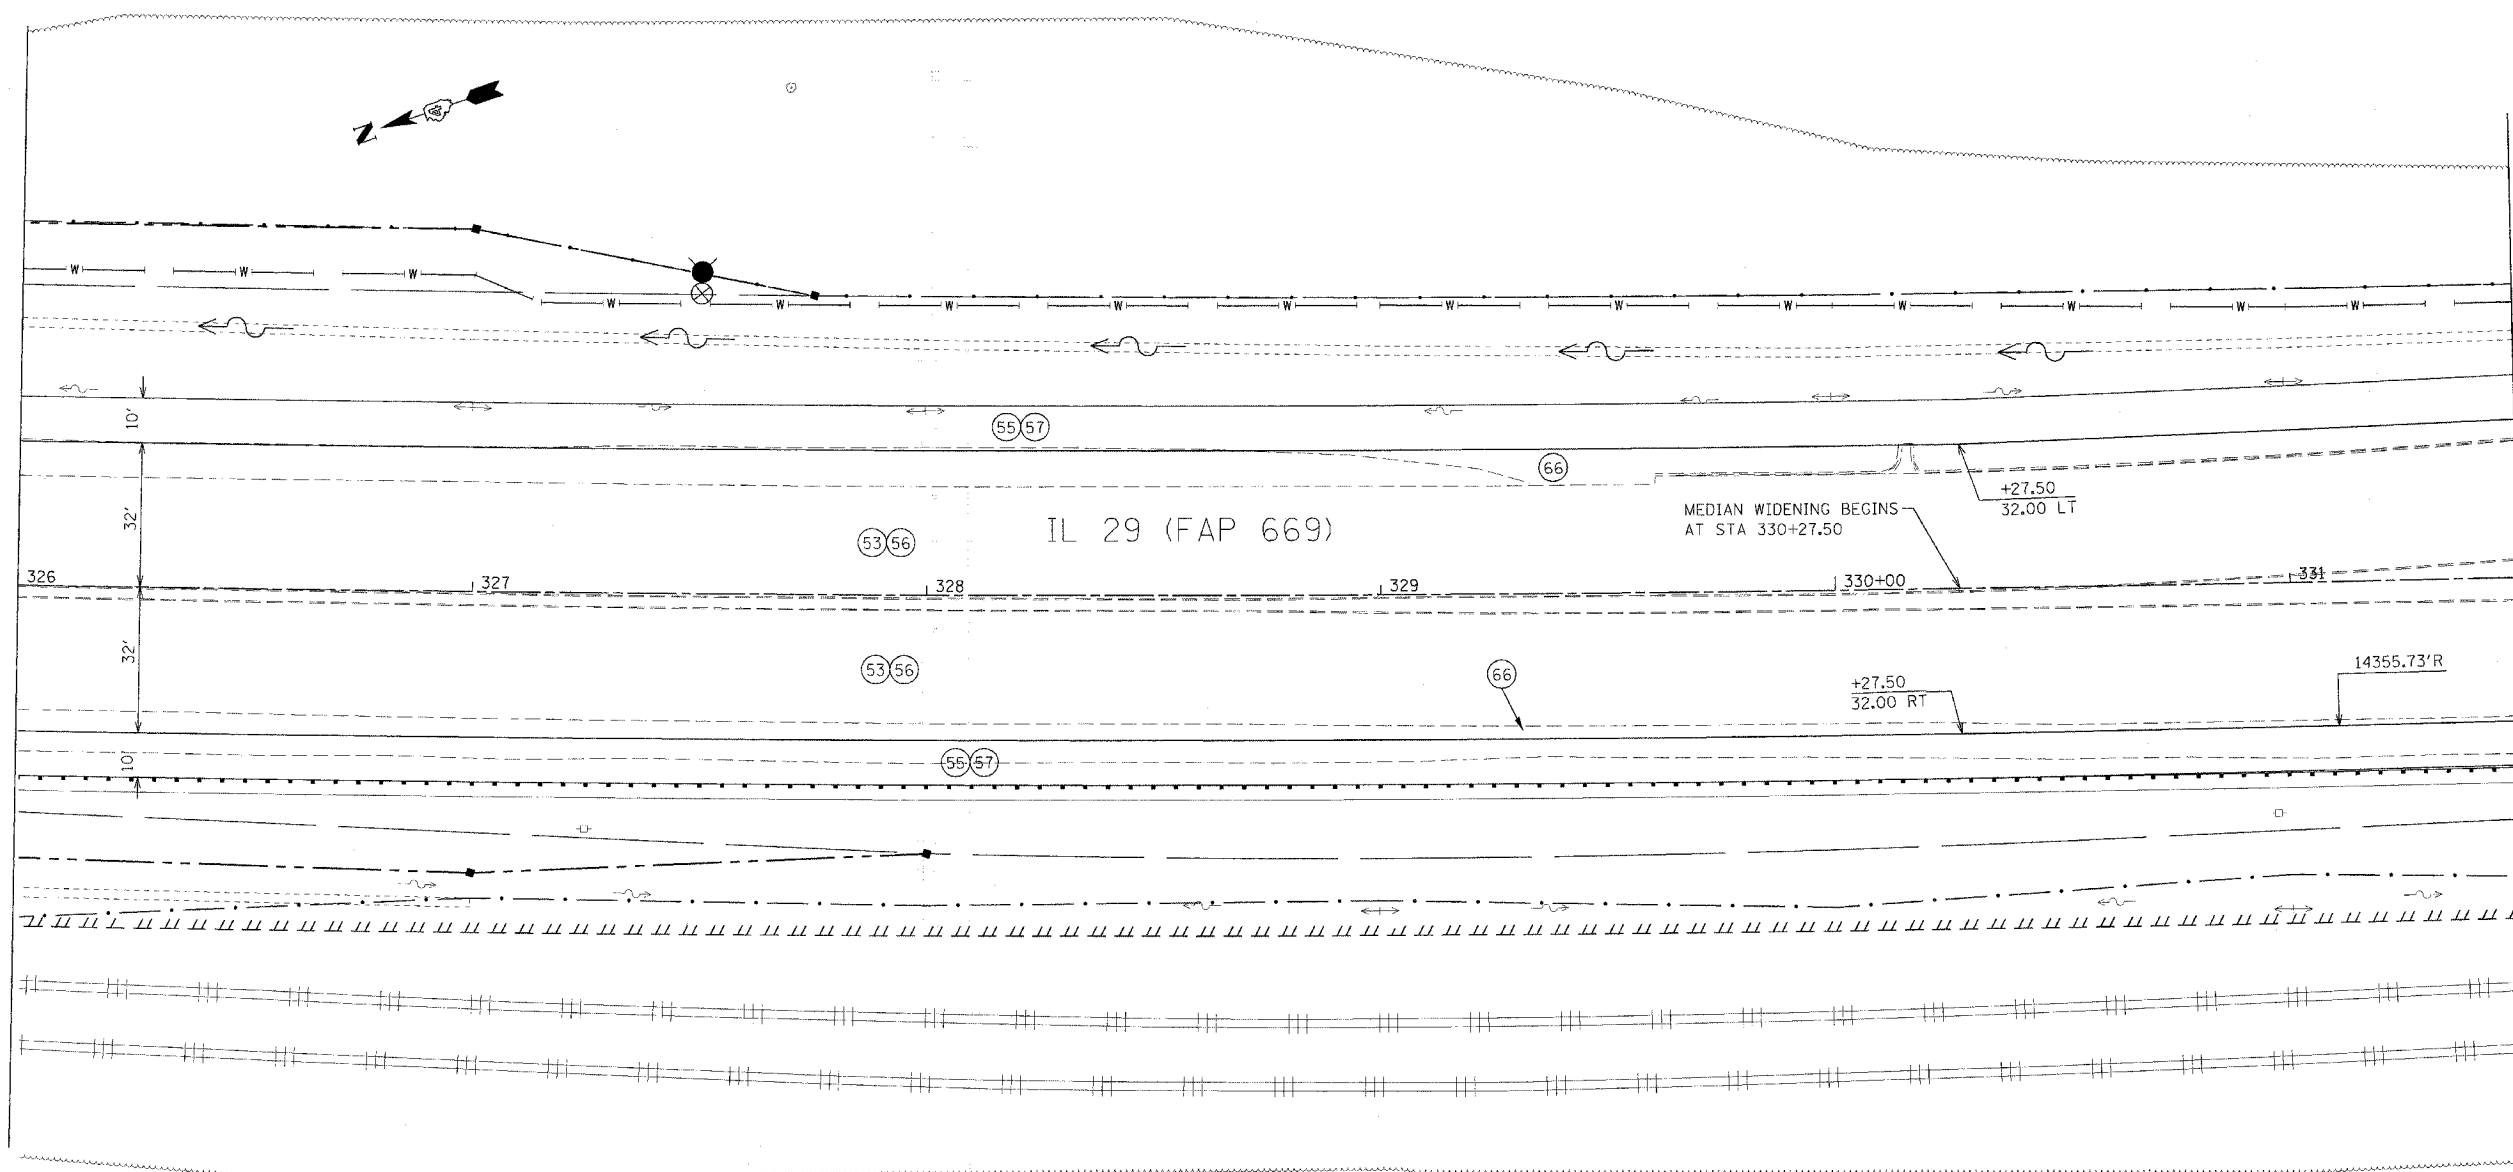 N
W W W
W W W W W W W W W W W
10'
55 57
66
+27.50
32.00 LT
MEDIAN WIDENING BEGINS
AT STA 330+27.50
32'
IL 29 (FAP 669)
53 56
326 327 328 329 330+00 331
32'
53 56
66
14355.73'R
+27.50
32.00 RT
10'
55 57